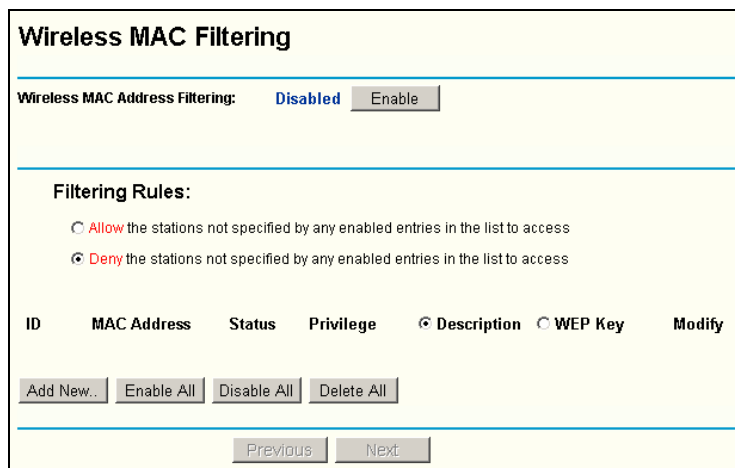 Wireless MAC Filtering
Wireless MAC Address Filtering: Disabled Enable
Filtering Rules:
Allow the stations not specified by any enabled entries in the list to access
Deny the stations not specified by any enabled entries in the list to access
ID MAC Address Status Privilege Description WEP Key Modify
Add New.. Enable All Disable All Delete All
Previous Next